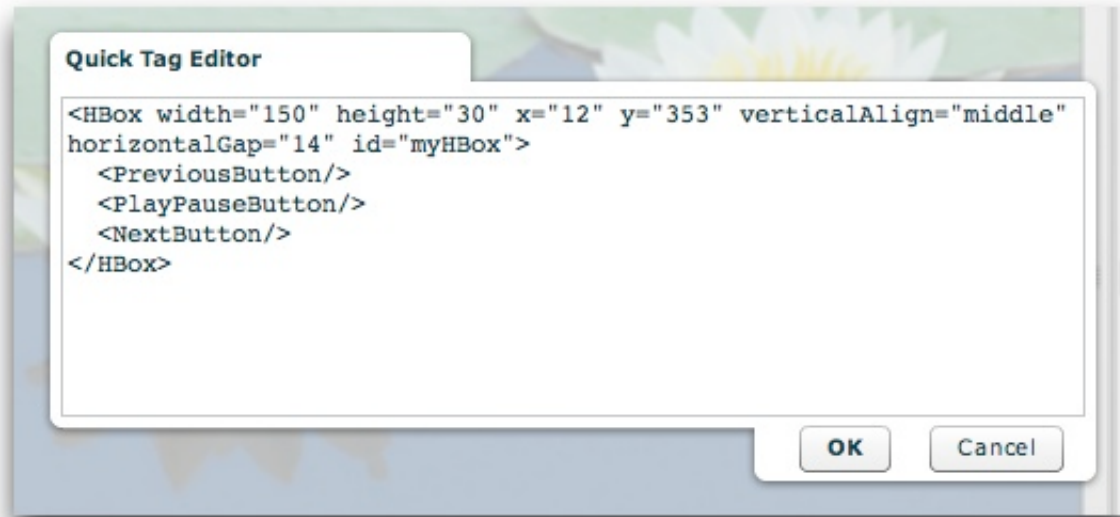 Quick Tag Editor
<HBox width="150" height="30" x="12" y="353" verticalAlign="middle"
horizontalGap="14" id="myHBox">
  <PreviousButton/>
  <PlayPauseButton/>
  <NextButton/>
</HBox>
OK Cancel